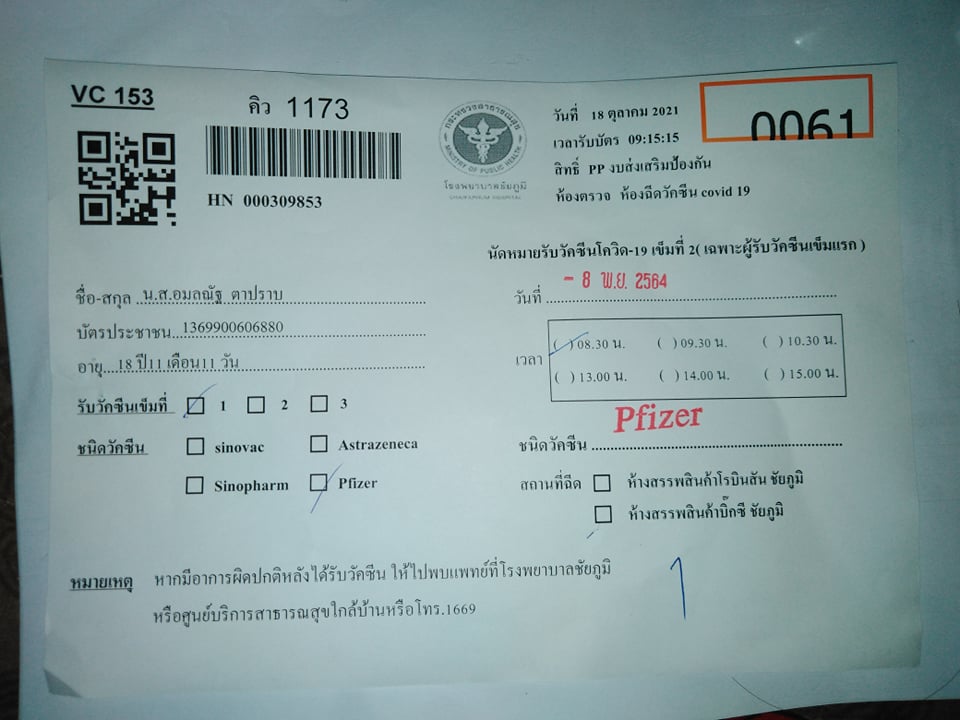 VC 153
คิว 1173
HN 000309853
กระทรวงสาธารณสุข
MINISTRY OF PUBLIC HEALTH
โรงพยาบาลชัยภูมิ
CHAIYAPHUM HOSPITAL
วันที่ 18 ตุลาคม 2021
เวลารับบัตร 09:15:15
สิทธิ์ PP งบส่งเสริมป้องกัน
ห้องตรวจ ห้องฉีดวัคซีน covid 19
0061
นัดหมายรับวัคซีนโควิด-19 เข็มที่ 2( เฉพาะผู้รับวัคซีนเข็มแรก )
ชื่อ-สกุล น.ส.อมลณัฐ ตาปราบ
บัตรประชาชน 1369900606880
อายุ 18 ปี11 เดือน11 วัน
รับวัคซีนเข็มที่ 1 2 3
ชนิดวัคซีน sinovac Astrazeneca
Sinopharm Pfizer
วันที่ - 8 พ.ย. 2564
เวลา ( ) 08.30 น. ( ) 09.30 น. ( ) 10.30 น.
( ) 13.00 น. ( ) 14.00 น. ( ) 15.00 น.
ชนิดวัคซีน Pfizer
สถานที่ฉีด ห้างสรรพสินค้าโรบินสัน ชัยภูมิ
ห้างสรรพสินค้าบิ๊กซี ชัยภูมิ
หมายเหตุ หากมีอาการผิดปกติหลังได้รับวัคซีน ให้ไปพบแพทย์ที่โรงพยาบาลชัยภูมิ
หรือศูนย์บริการสาธารณสุขใกล้บ้านหรือโทร.1669
1